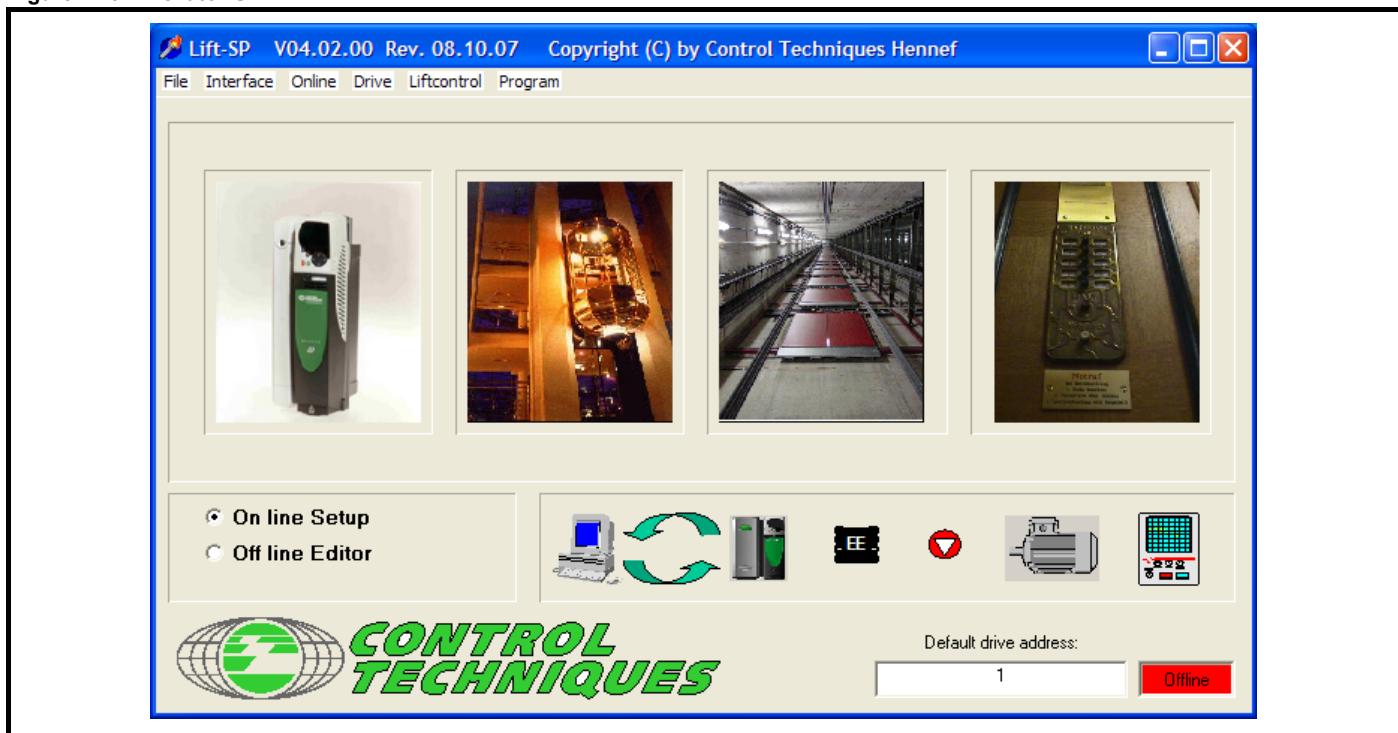 Lift-SP V04.02.00 Rev. 08.10.07 Copyright (C) by Control Techniques Hennef
File Interface Online Drive Liftcontrol Program
Notruf
On line Setup
Off line Editor
EE
CONTROL
TECHNIQUES
Default drive address:
1
Offline